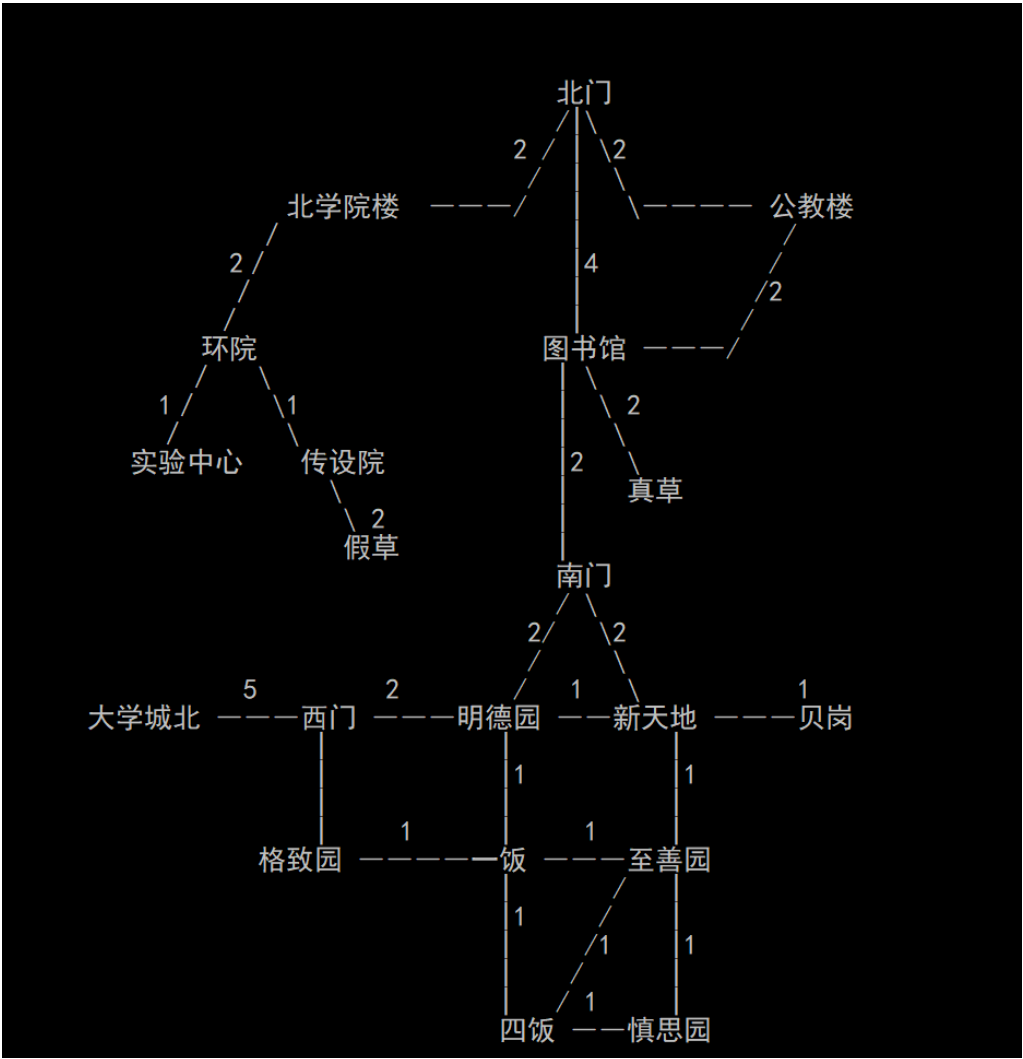 北门
2 2
北学院楼 公教楼
2 4
2
环院 图书馆
1 1 2
实验中心 传设院 2
真草
2
假草
南门
2 2
5 2 1 1
大学城北 西门 明德园 新天地 贝岗
1 1
1 1
格致园 一饭 至善园
1
1 1
1
四饭 慎思园